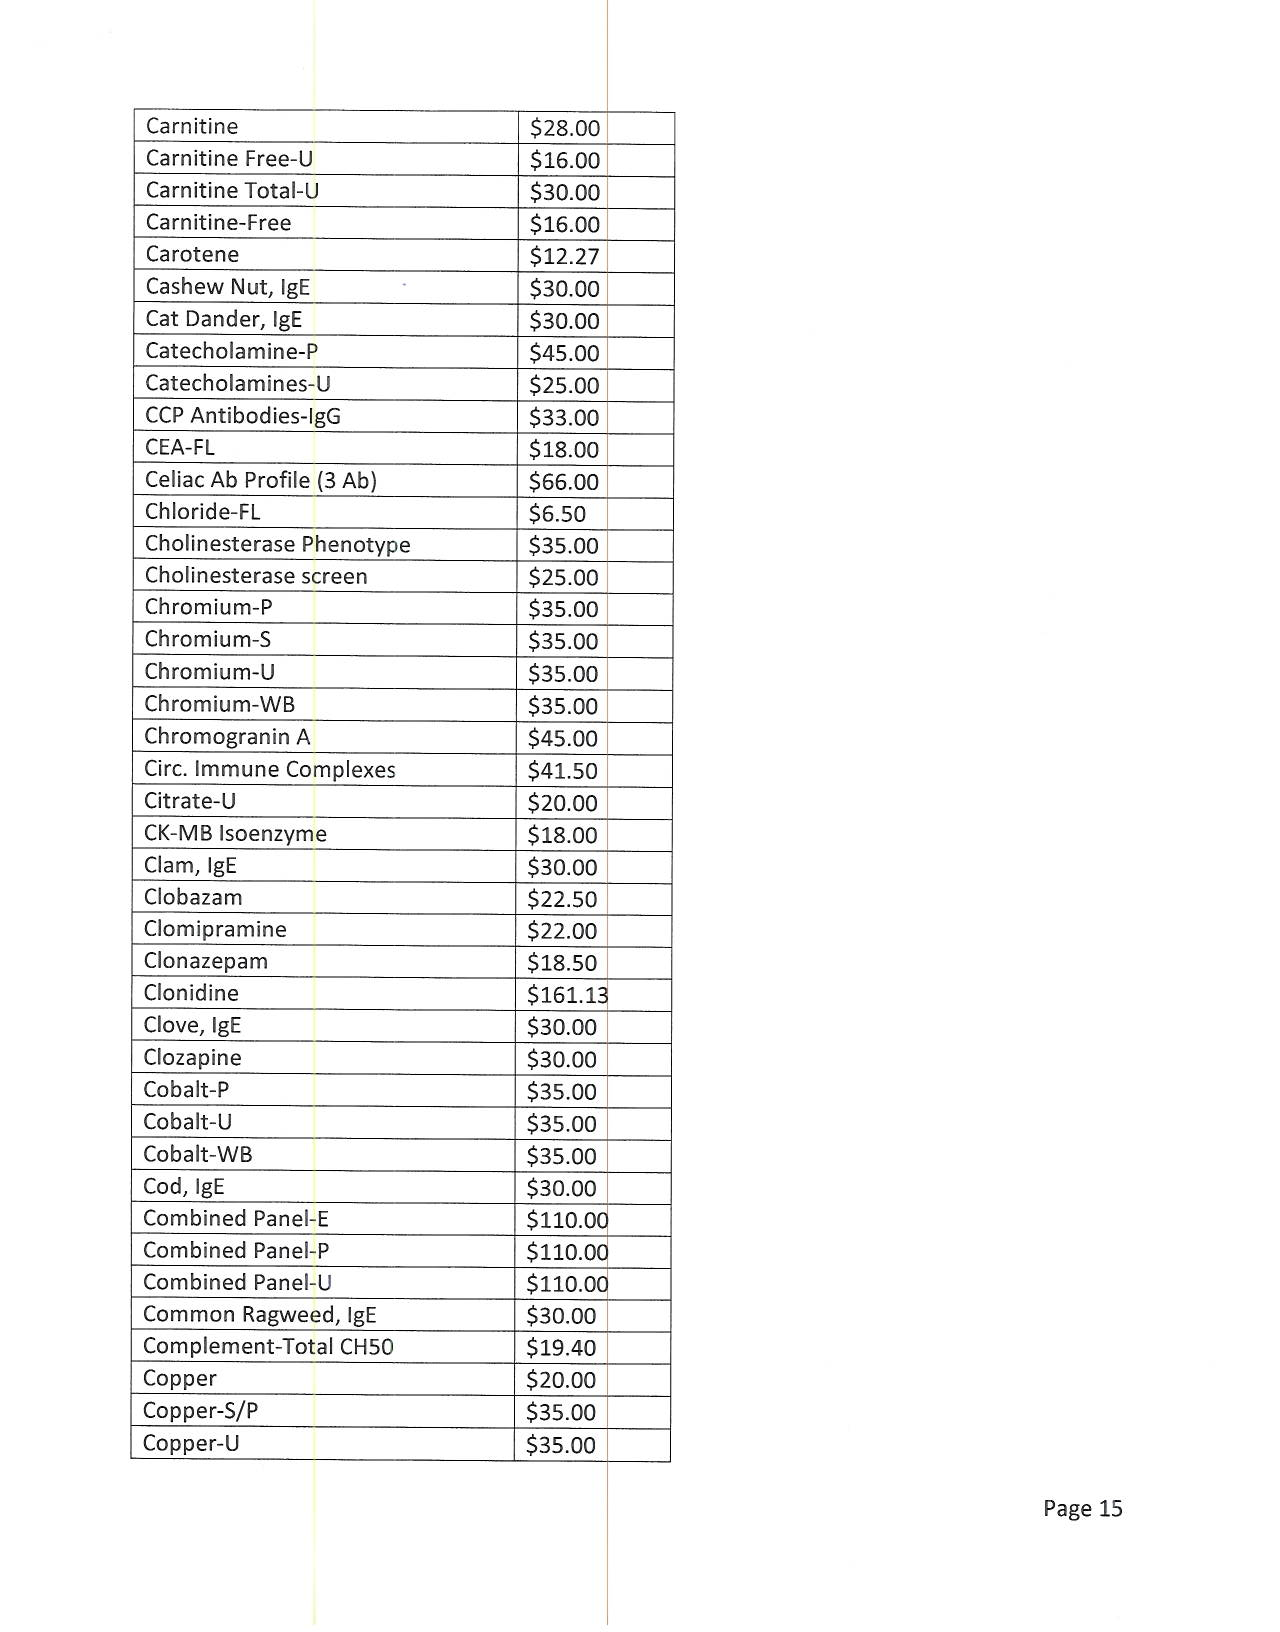 Carnitine $28.00
Carnitine Free-U $16.00
Carnitine Total-U $30.00
Carnitine-Free $16.00
Carotene $12.27
Cashew Nut, IgE $30.00
Cat Dander, IgE $30.00
Catecholamine-P $45.00
Catecholamines-U $25.00
CCP Antibodies-IgG $33.00
CEA-FL $18.00
Celiac Ab Profile (3 Ab) $66.00
Chloride-FL $6.50
Cholinesterase Phenotype $35.00
Cholinesterase screen $25.00
Chromium-P $35.00
Chromium-S $35.00
Chromium-U $35.00
Chromium-WB $35.00
Chromogranin A $45.00
Circ. Immune Complexes $41.50
Citrate-U $20.00
CK-MB Isoenzyme $18.00
Clam, IgE $30.00
Clobazam $22.50
Clomipramine $22.00
Clonazepam $18.50
Clonidine $161.13
Clove, IgE $30.00
Clozapine $30.00
Cobalt-P $35.00
Cobalt-U $35.00
Cobalt-WB $35.00
Cod, IgE $30.00
Combined Panel-E $110.00
Combined Panel-P $110.00
Combined Panel-U $110.00
Common Ragweed, IgE $30.00
Complement-Total CH50 $19.40
Copper $20.00
Copper-S/P $35.00
Copper-U $35.00
Page 15